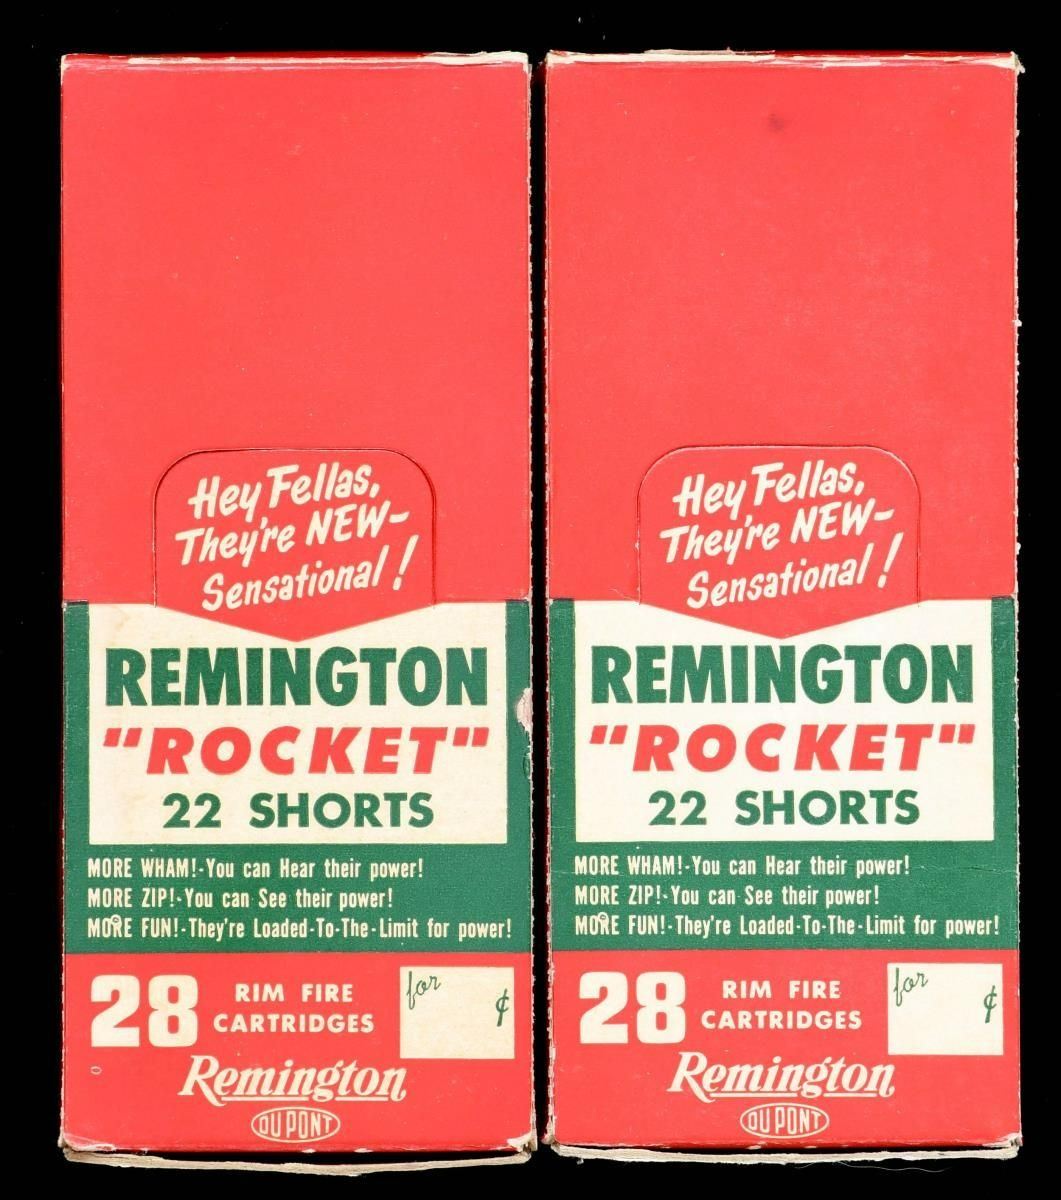 Hey Fellas,
They're NEW-
Sensational!
REMINGTON
"ROCKET"
22 SHORTS
MORE WHAM!-You can Hear their power!
MORE ZIP!-You can See their power!
MORE FUN!-They're Loaded-To-The-Limit for power!
28 RIM FIRE
CARTRIDGES
for ¢
Remington
DU PONT
Hey Fellas,
They're NEW-
Sensational!
REMINGTON
"ROCKET"
22 SHORTS
MORE WHAM!-You can Hear their power!
MORE ZIP!-You can See their power!
MORE FUN!-They're Loaded-To-The-Limit for power!
28 RIM FIRE
CARTRIDGES
for ¢
Remington
DU PONT